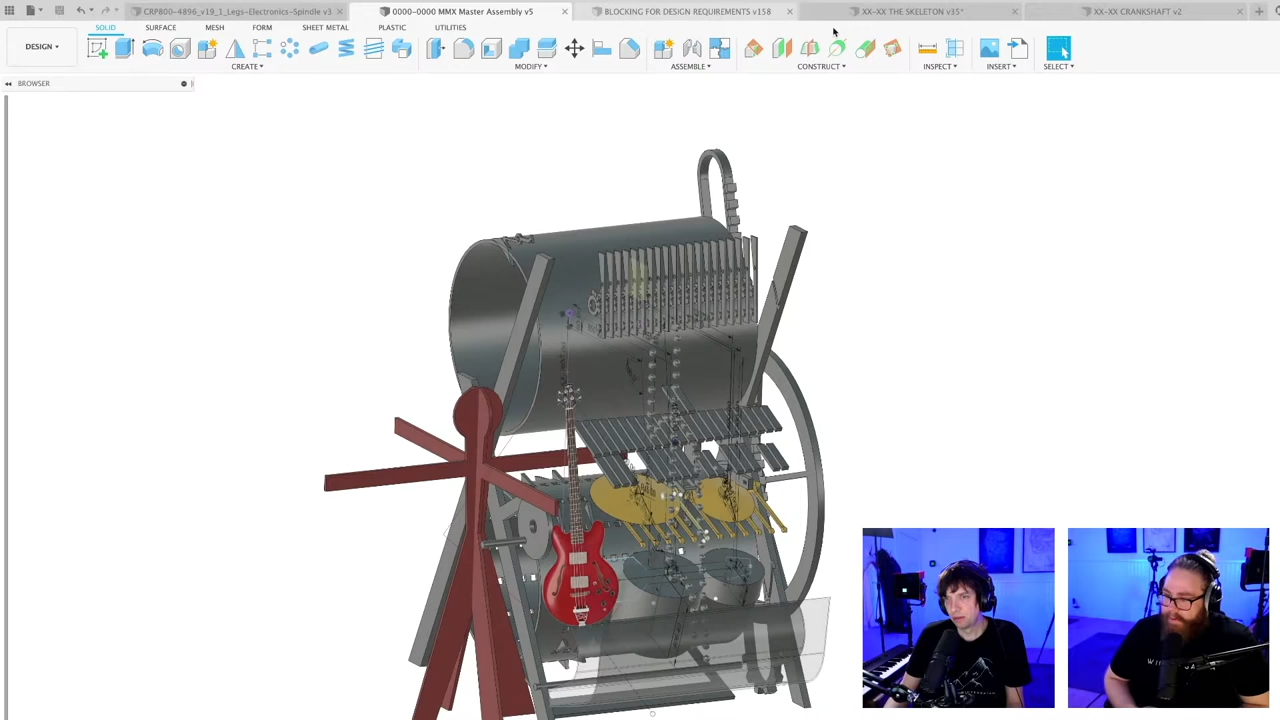 CRP800-4896_v19_1_Legs-Electronics-Spindle v3
0000-0000 MMX Master Assembly v5
BLOCKING FOR DESIGN REQUIREMENTS v158
XX-XX THE SKELETON v35*
XX-XX CRANKSHAFT v2
SOLID SURFACE MESH FORM SHEET METAL PLASTIC UTILITIES
DESIGN
CREATE
MODIFY
ASSEMBLE
CONSTRUCT
INSPECT
INSERT
SELECT
BROWSER